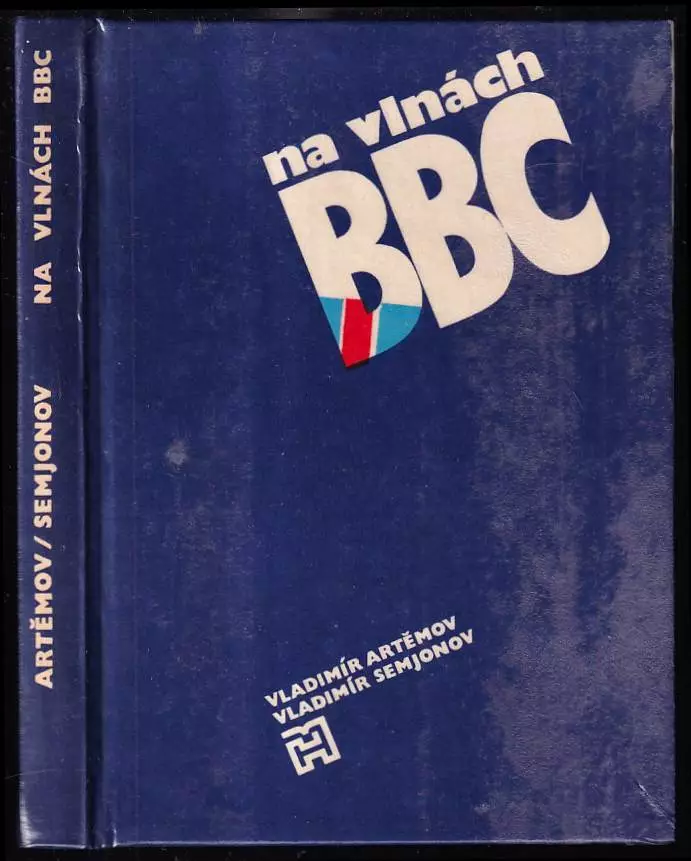 ARTĚMOV / SEMJONOV NA VLNÁCH BBC
na vlnách
BBC
VLADIMÍR ARTĚMOV
VLADIMÍR SEMJONOV